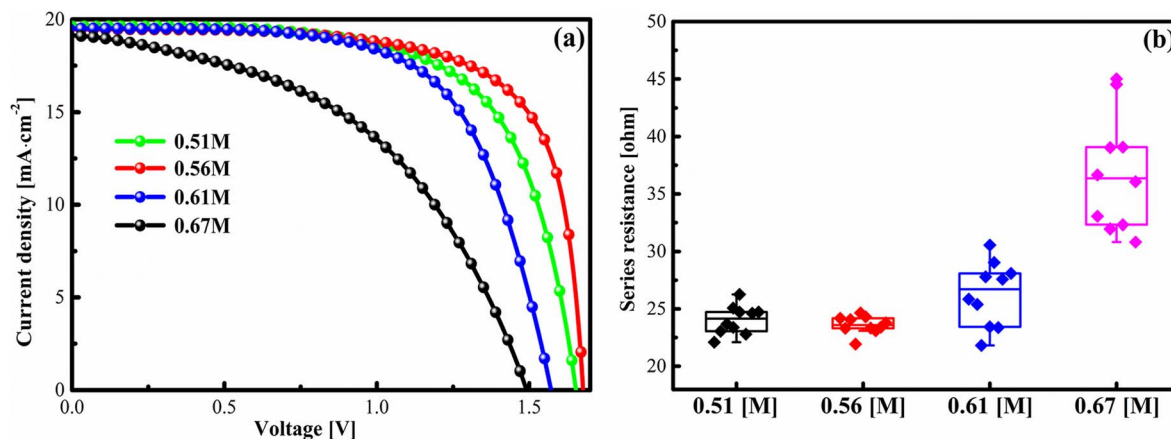 (a)
Current density [mA·cm⁻²]
20
15
10
5
0
0.51M
0.56M
0.61M
0.67M
0.0
0.5
1.0
1.5
Voltage [V]
(b)
Series resistance [ohm]
50
45
40
35
30
25
20
0.51 [M]
0.56 [M]
0.61 [M]
0.67 [M]